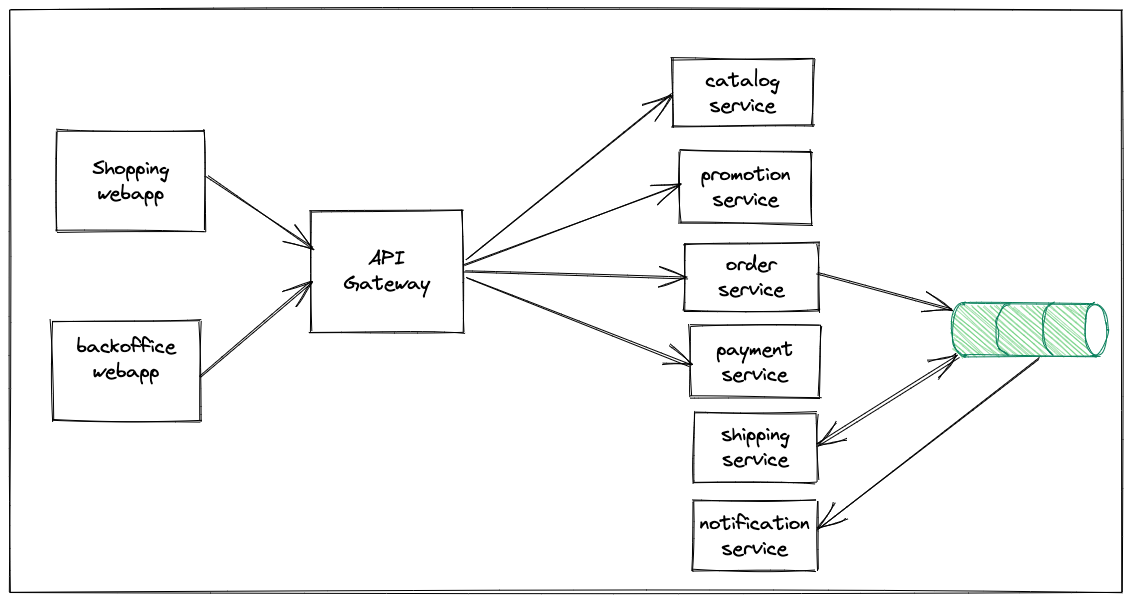 Shopping
webapp
backoffice
webapp
API
Gateway
catalog
service
promotion
service
order
service
payment
service
shipping
service
notification
service